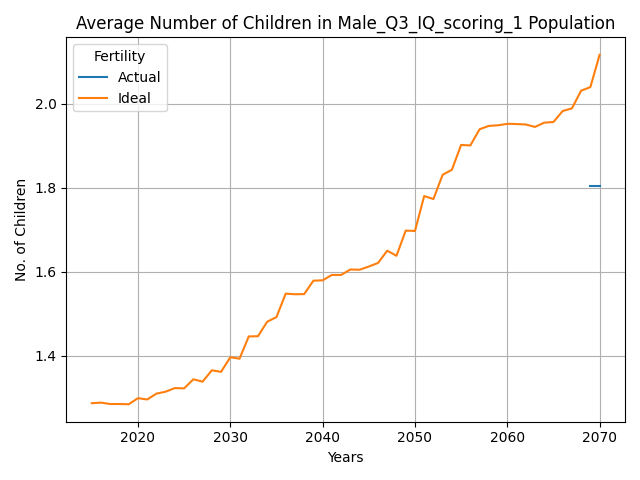 Average Number of Children in Male_Q3_IQ_scoring_1 Population
Fertility
Actual
Ideal
No. of Children
2.0
1.8
1.6
1.4
2020 2030 2040 2050 2060 2070
Years